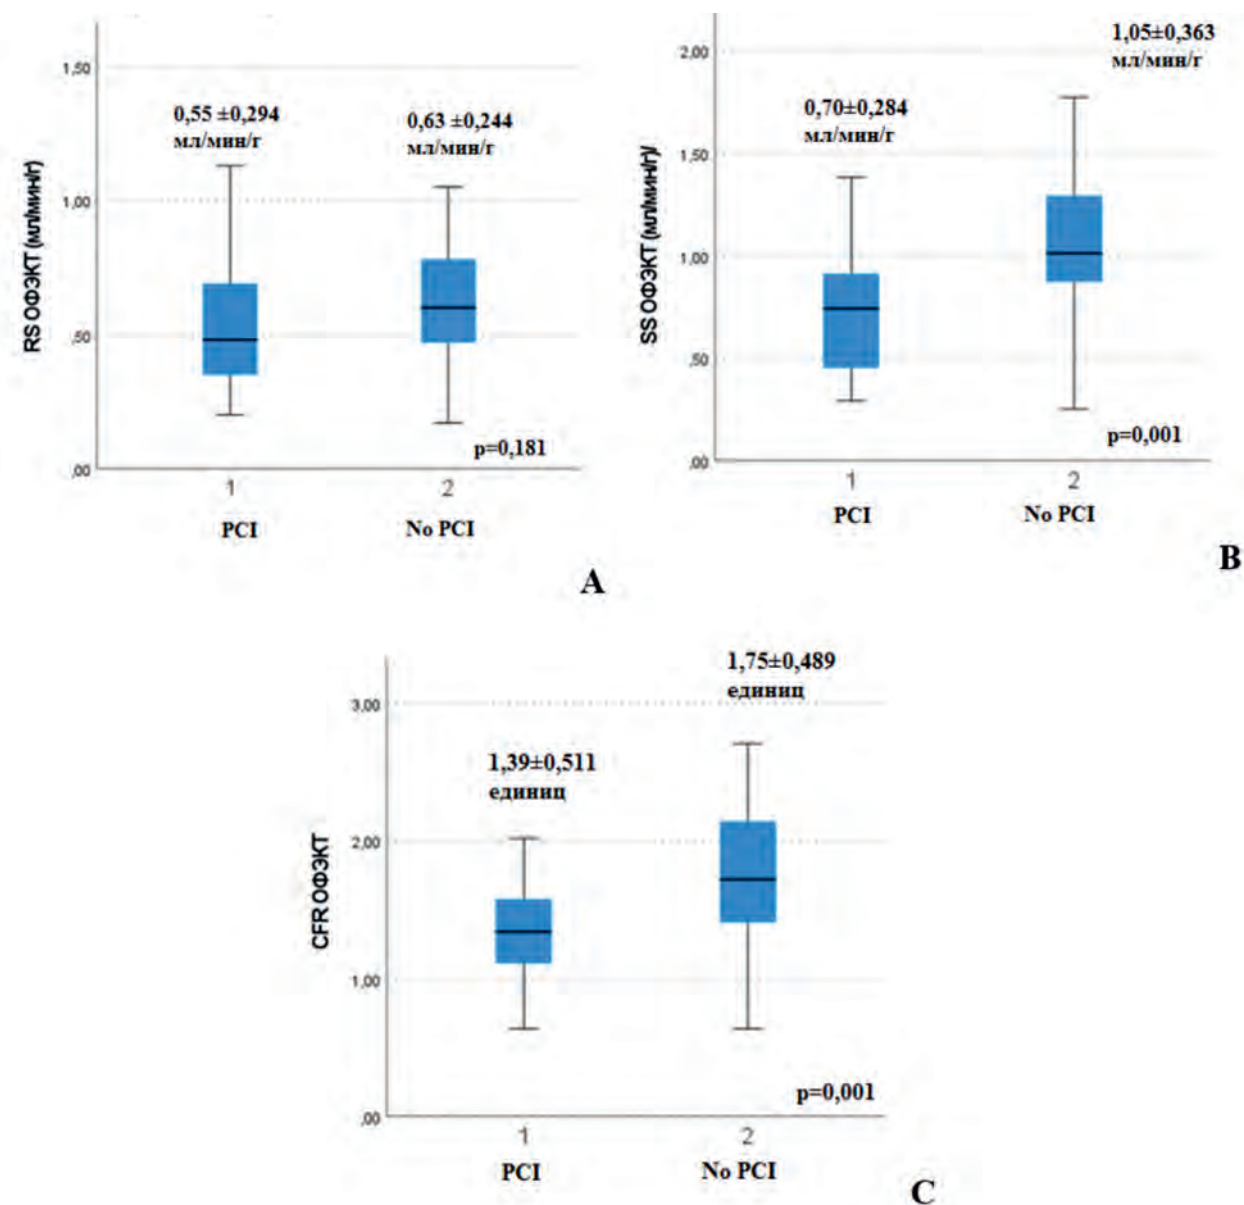 1,50
1,00
,50
,00
RS ОФЭКТ (мл/мин/г)
0,55 ±0,294
мл/мин/г
0,63 ±0,244
мл/мин/г
p=0,181
1
2
PCI
No PCI
A
2,00
1,50
1,00
,50
,00
SS ОФЭКТ (мл/мин/г)/
0,70±0,284
мл/мин/г
1,05±0,363
мл/мин/г
p=0,001
1
2
PCI
No PCI
B
3,00
2,00
1,00
,00
CFR ОФЭКТ
1,39±0,511
единиц
1,75±0,489
единиц
p=0,001
1
2
PCI
No PCI
C